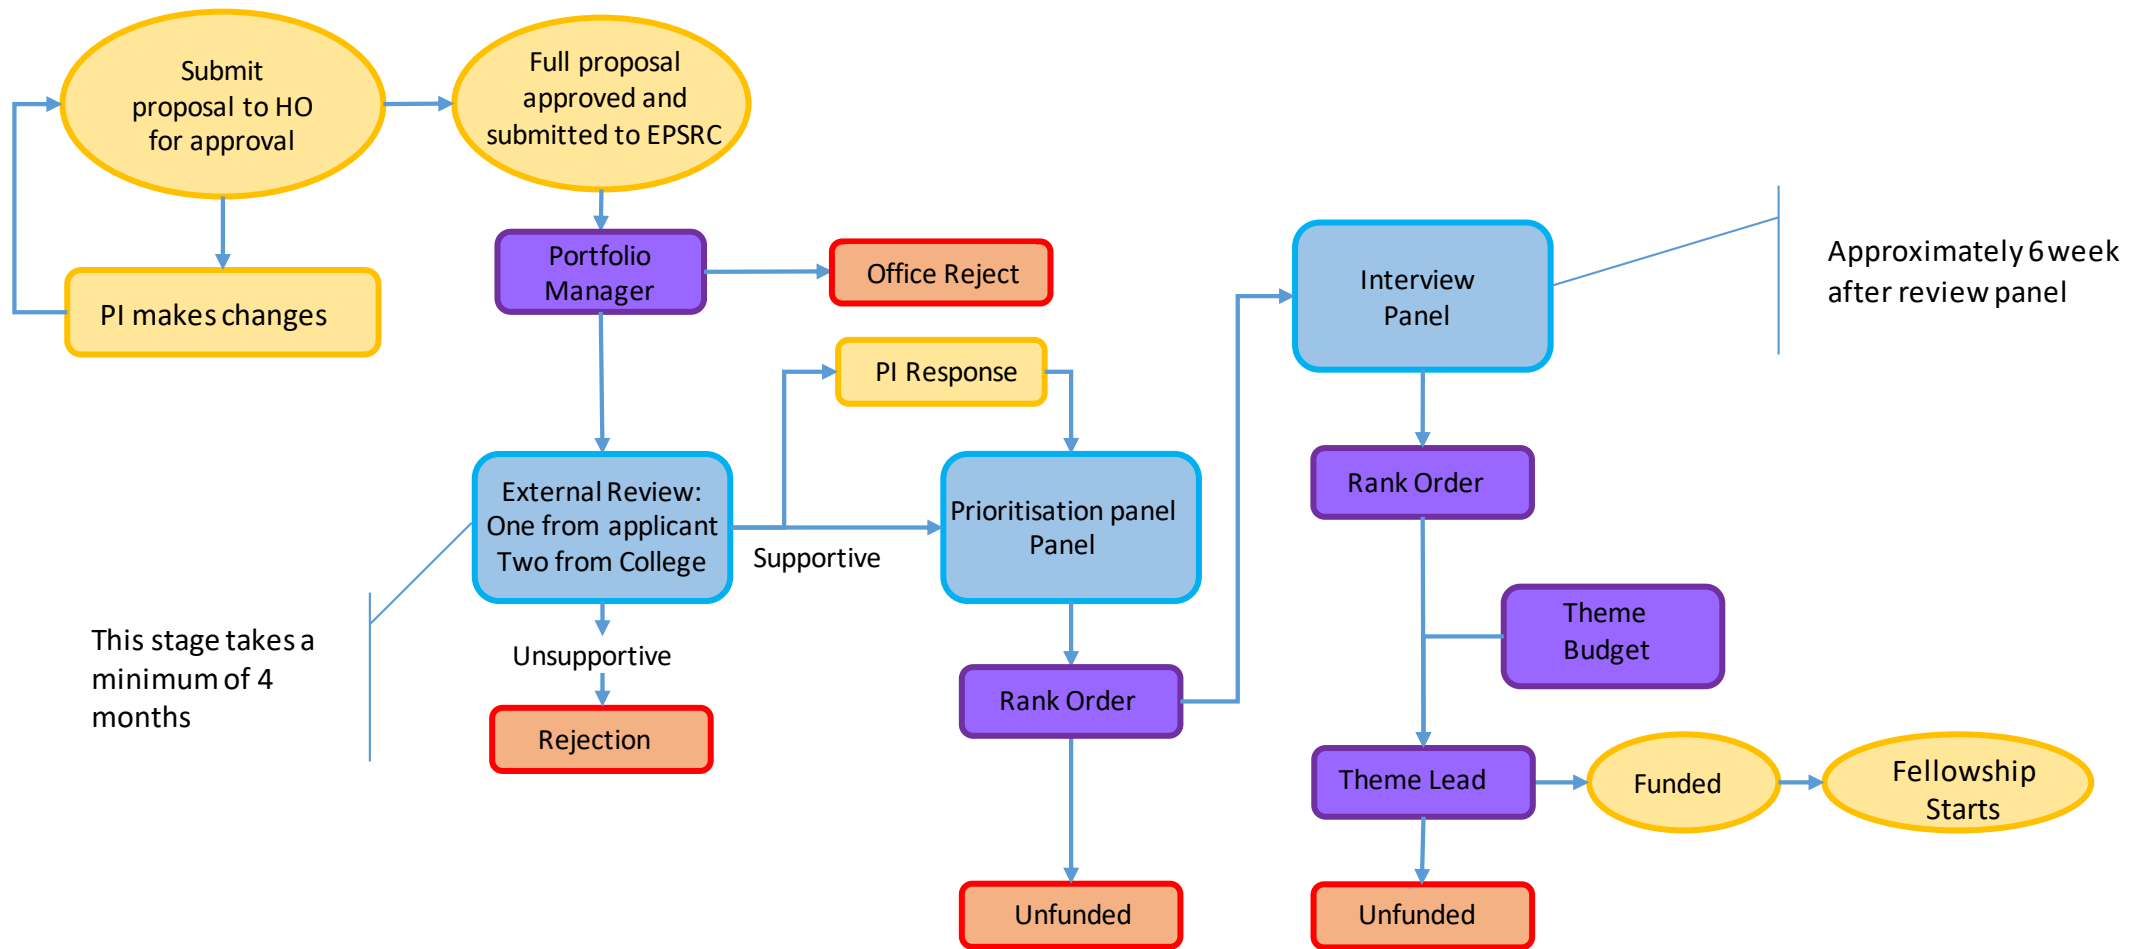 Submit
proposal to HO
for approval
Full proposal
approved and
submitted to EPSRC
PI makes changes
Portfolio
Manager
Office Reject
Interview
Panel
Approximately 6 week
after review panel
PI Response
External Review:
One from applicant
Two from College
Supportive
Prioritisation panel
Panel
Rank Order
This stage takes a
minimum of 4
months
Unsupportive
Rejection
Rank Order
Theme
Budget
Theme Lead
Funded
Fellowship
Starts
Unfunded
Unfunded